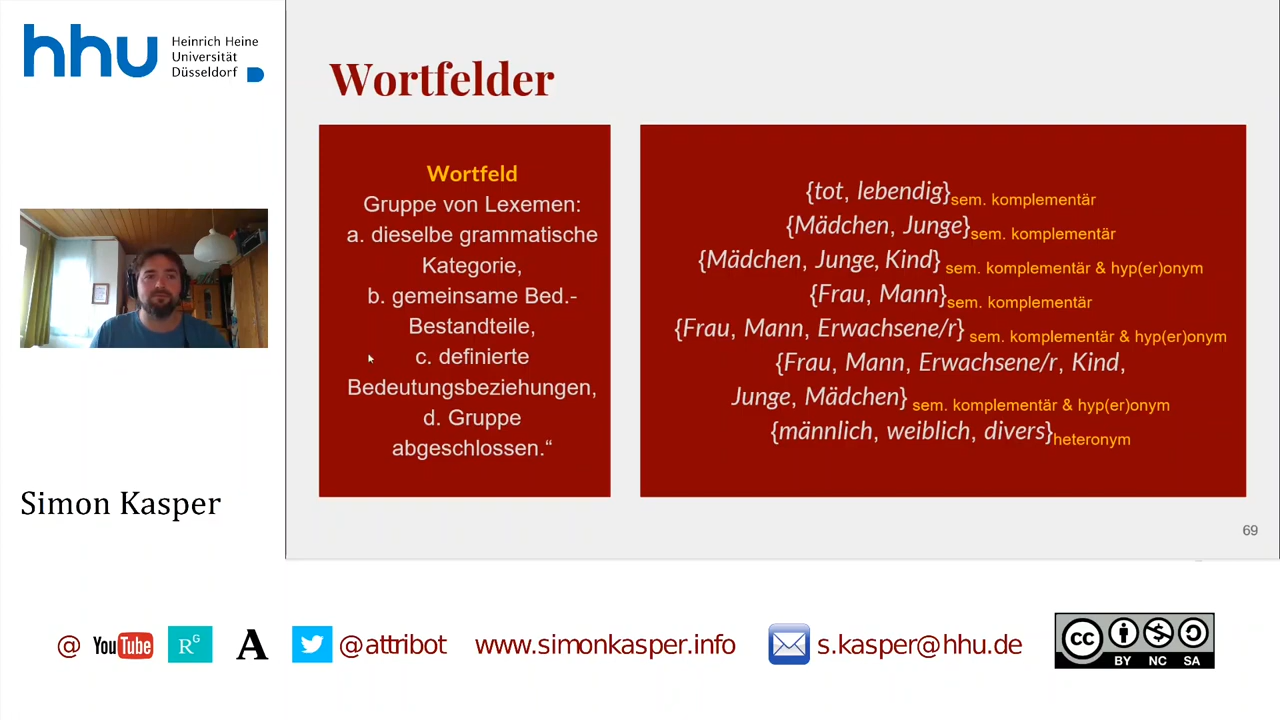 hhu
Heinrich Heine
Universität
Düsseldorf
Wortfelder
Wortfeld
Gruppe von Lexemen:
a. dieselbe grammatische
Kategorie,
b. gemeinsame Bed.-
Bestandteile,
c. definierte
Bedeutungsbeziehungen,
d. Gruppe
abgeschlossen.“
{tot, lebendig}sem. komplementär
{Mädchen, Junge}sem. komplementär
{Mädchen, Junge, Kind} sem. komplementär & hyp(er)onym
{Frau, Mann}sem. komplementär
{Frau, Mann, Erwachsene/r} sem. komplementär & hyp(er)onym
{Frau, Mann, Erwachsene/r, Kind,
Junge, Mädchen} sem. komplementär & hyp(er)onym
{männlich, weiblich, divers}heteronym
69
Simon Kasper
@ YouTube RG A @attribot www.simonkasper.info s.kasper@hhu.de
cc BY NC SA